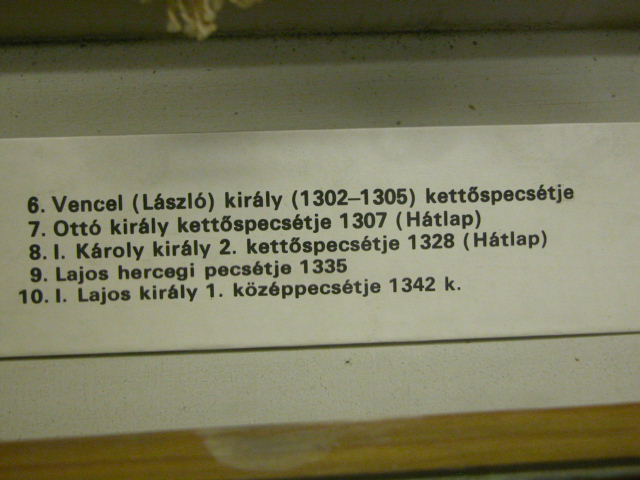 6. Vencel (László) király (1302–1305) kettőspecsétje
7. Ottó király kettőspecsétje 1307 (Hátlap)
8. I. Károly király 2. kettőspecsétje 1328 (Hátlap)
9. Lajos hercegi pecsétje 1335
10. I. Lajos király 1. középpecsétje 1342 k.